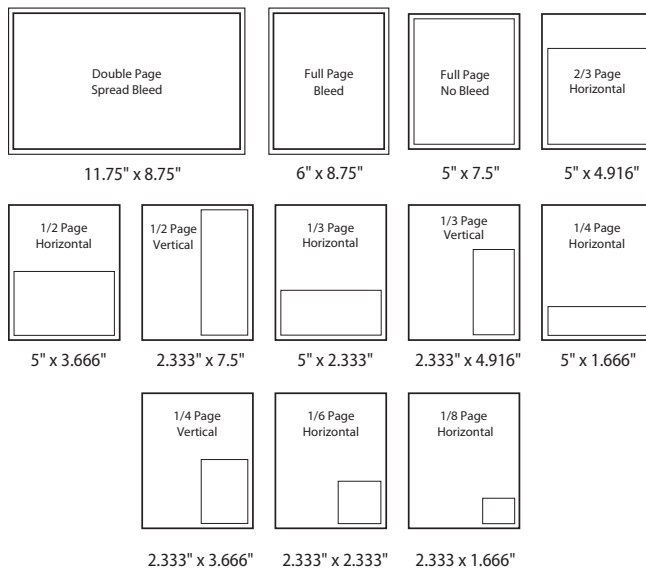 Double Page
Spread Bleed
Full Page
Bleed
Full Page
No Bleed
2/3 Page
Horizontal
11.75" x 8.75"
6" x 8.75"
5" x 7.5"
5" x 4.916"
1/2 Page
Horizontal
1/2 Page
Vertical
1/3 Page
Horizontal
1/3 Page
Vertical
1/4 Page
Horizontal
5" x 3.666"
2.333" x 7.5"
5" x 2.333"
2.333" x 4.916"
5" x 1.666"
1/4 Page
Vertical
1/6 Page
Horizontal
1/8 Page
Horizontal
2.333" x 3.666"
2.333" x 2.333"
2.333 x 1.666"